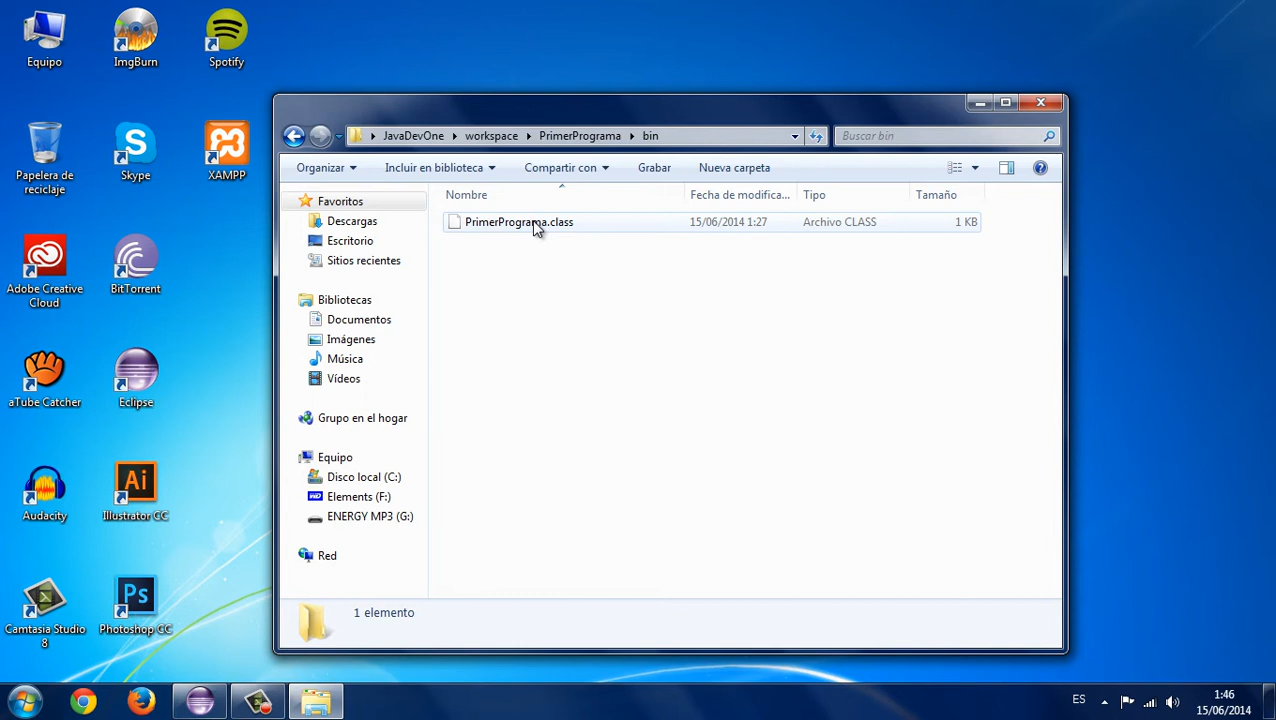 Equipo
ImgBurn
Spotify
Papelera de
reciclaje
Skype
XAMPP
Adobe Creative
Cloud
BitTorrent
aTube Catcher
Eclipse
Audacity
Ai
Illustrator CC
Camtasia Studio
8
Ps
Photoshop CC
JavaDevOne
workspace
PrimerPrograma
bin
Buscar bin
Organizar
Incluir en biblioteca
Compartir con
Grabar
Nueva carpeta
Favoritos
Descargas
Escritorio
Sitios recientes
Bibliotecas
Documentos
Imágenes
Música
Vídeos
Grupo en el hogar
Equipo
Disco local (C:)
Elements (F:)
ENERGY MP3 (G:)
Red
Nombre
Fecha de modifica...
Tipo
Tamaño
PrimerPrograma.class
15/06/2014 1:27
Archivo CLASS
1 KB
1 elemento
ES
1:46
15/06/2014